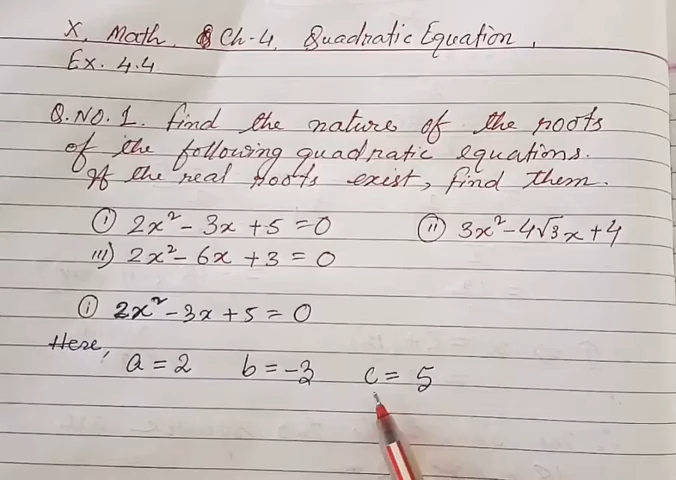 X, Math, Ch-4, Quadratic Equation,
Ex. 4.4
Q.NO.1. find the nature of the roots
of the following quadratic equations.
If the real roots exist, find them.
(i) 2x² - 3x + 5 = 0 (ii) 3x² - 4√3x + 4
iii) 2x² - 6x + 3 = 0
(i) 2x² - 3x + 5 = 0
Here,
a = 2 b = -3 c = 5